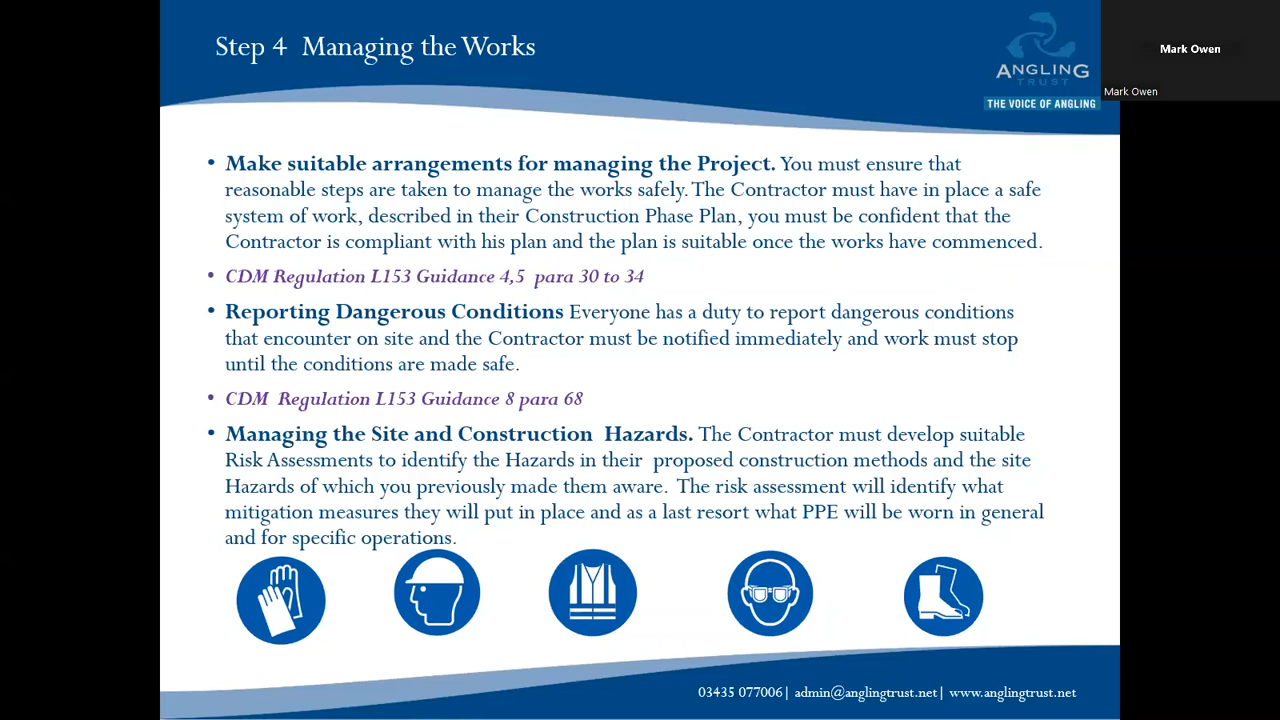 Step 4  Managing the Works
ANGLING
TRUST
THE VOICE OF ANGLING
Mark Owen
Mark Owen
• Make suitable arrangements for managing the Project. You must ensure that
reasonable steps are taken to manage the works safely. The Contractor must have in place a safe
system of work, described in their Construction Phase Plan, you must be confident that the
Contractor is compliant with his plan and the plan is suitable once the works have commenced.
• CDM Regulation L153 Guidance 4,5  para 30 to 34
• Reporting Dangerous Conditions Everyone has a duty to report dangerous conditions
that encounter on site and the Contractor must be notified immediately and work must stop
until the conditions are made safe.
• CDM  Regulation L153 Guidance 8 para 68
• Managing the Site and Construction  Hazards. The Contractor must develop suitable
Risk Assessments to identify the Hazards in their  proposed construction methods and the site
Hazards of which you previously made them aware.  The risk assessment will identify what
mitigation measures they will put in place and as a last resort what PPE will be worn in general
and for specific operations.
03435 077006| admin@anglingtrust.net| www.anglingtrust.net